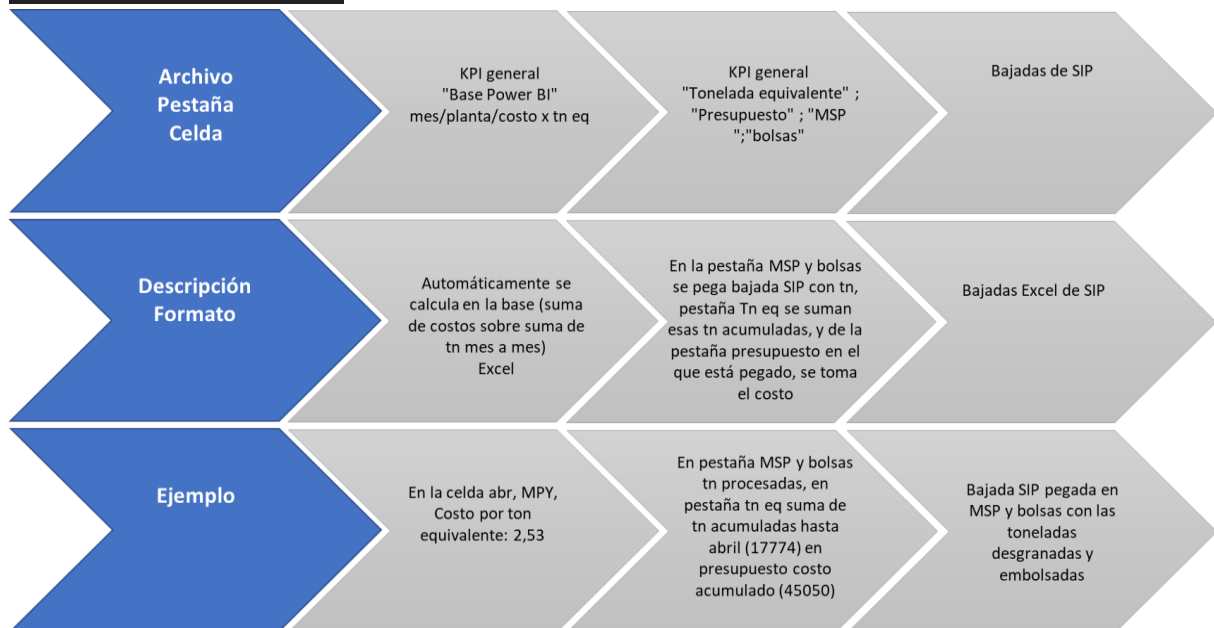 Archivo
Pestaña
Celda
KPI general
"Base Power BI"
mes/planta/costo x tn eq
KPI general
"Tonelada equivalente" ;
"Presupuesto" ; "MSP
";"bolsas"
Bajadas de SIP
Descripción
Formato
Automáticamente se
calcula en la base (suma
de costos sobre suma de
tn mes a mes)
Excel
En la pestaña MSP y bolsas
se pega bajada SIP con tn,
pestaña Tn eq se suman
esas tn acumuladas, y de la
pestaña presupuesto en el
que está pegado, se toma
el costo
Bajadas Excel de SIP
Ejemplo
En la celda abr, MPY,
Costo por ton
equivalente: 2,53
En pestaña MSP y bolsas
tn procesadas, en
pestaña tn eq suma de
tn acumuladas hasta
abril (17774) en
presupuesto costo
acumulado (45050)
Bajada SIP pegada en
MSP y bolsas con las
toneladas
desgranadas y
embolsadas